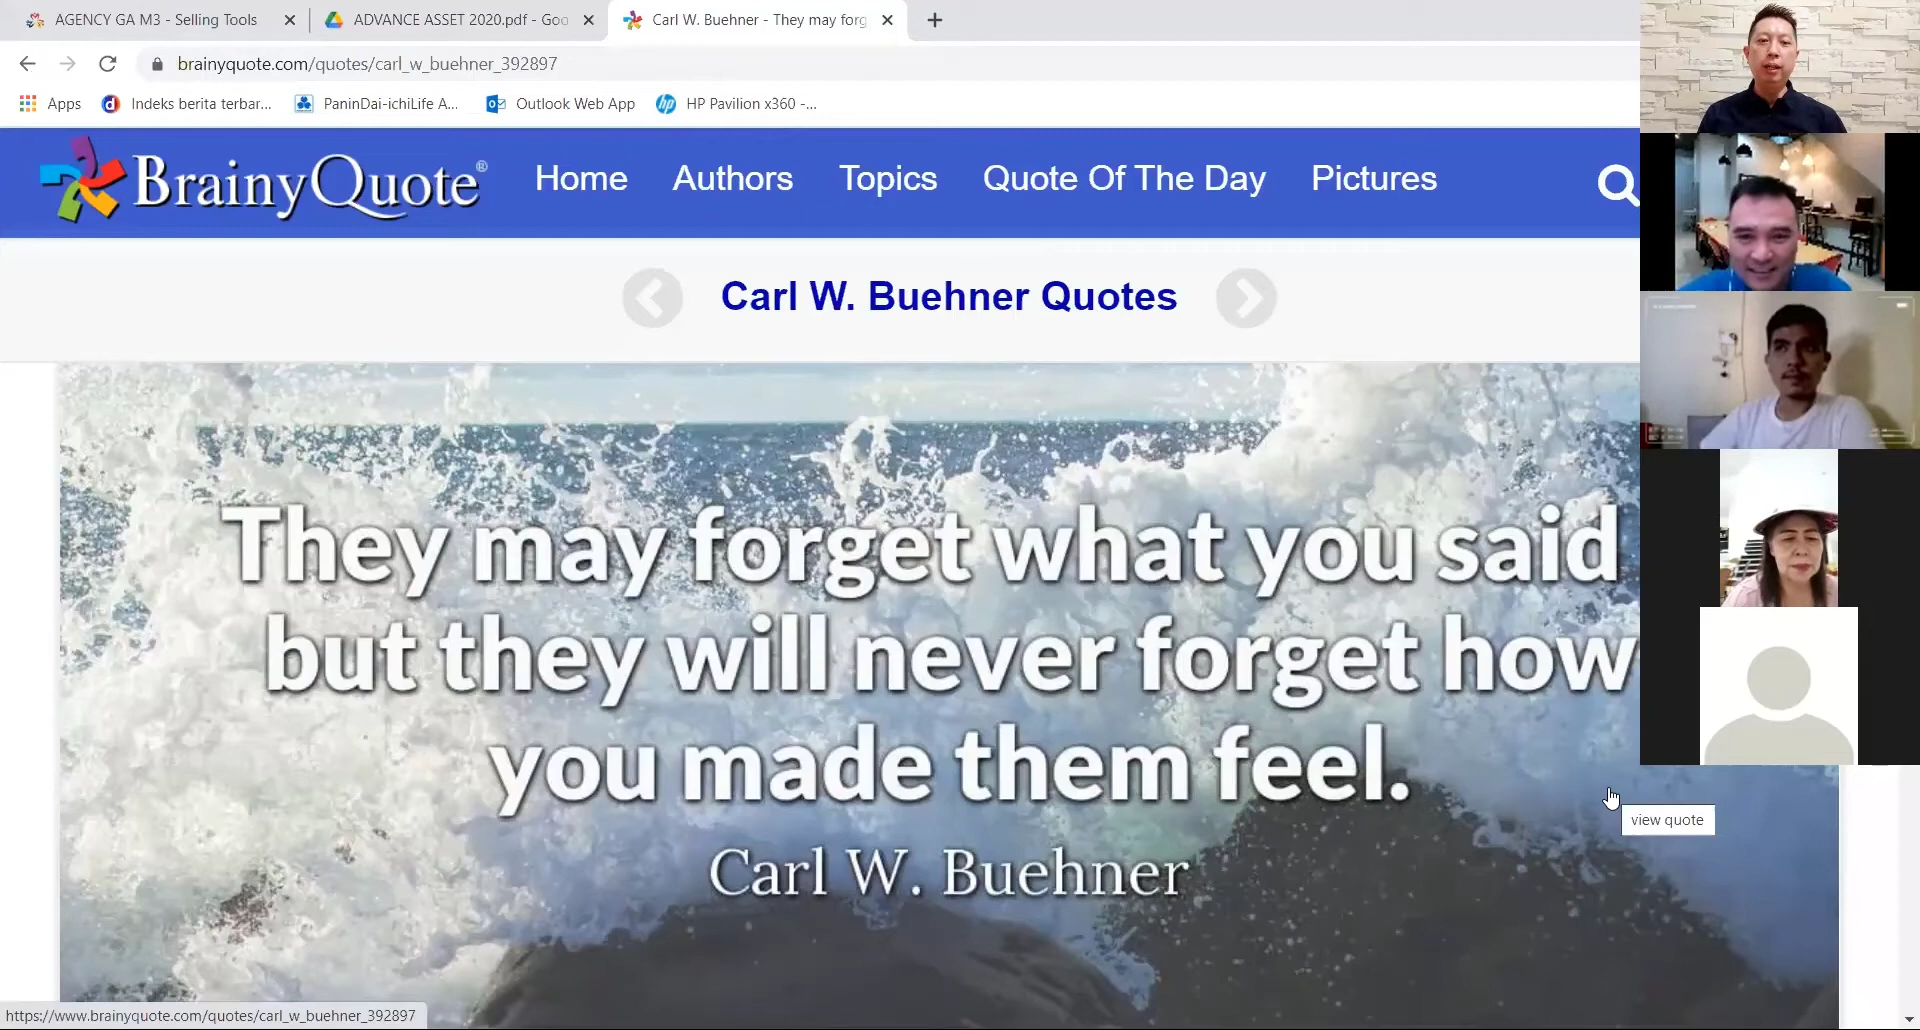 AGENCY GA M3 - Selling Tools
ADVANCE ASSET 2020.pdf - Goo
Carl W. Buehner - They may forg
brainyquote.com/quotes/carl_w_buehner_392897
Apps
Indeks berita terbar...
PaninDai-ichiLife A...
Outlook Web App
HP Pavilion x360 -...
BrainyQuote®
Home
Authors
Topics
Quote Of The Day
Pictures
Carl W. Buehner Quotes
They may forget what you said
but they will never forget how
you made them feel.
Carl W. Buehner
view quote
https://www.brainyquote.com/quotes/carl_w_buehner_392897